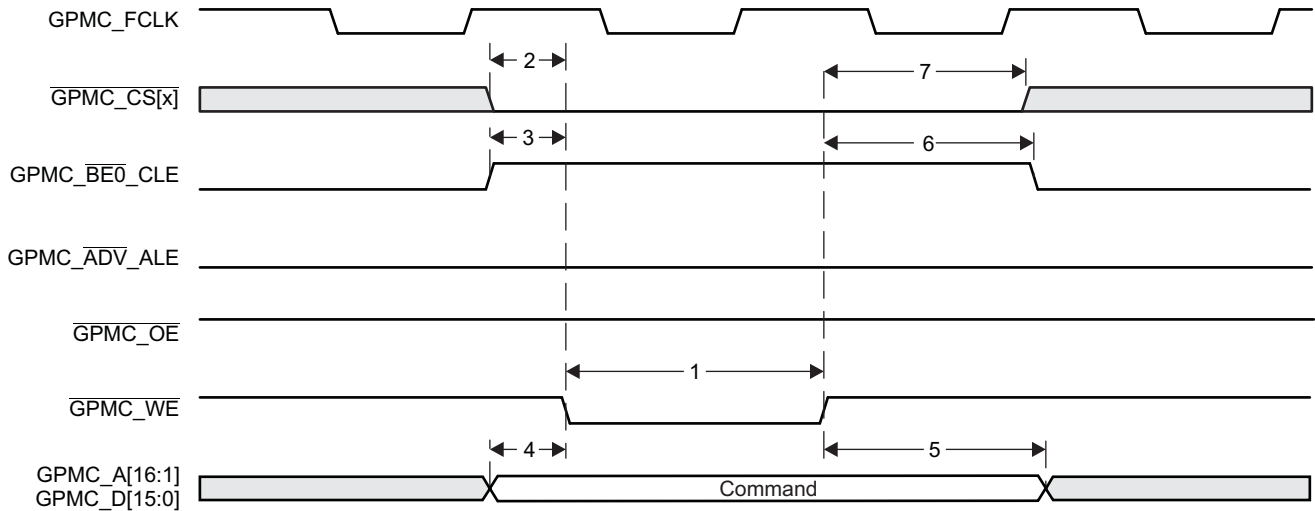 GPMC_FCLK
2
7
GPMC_CS[x]
3
6
GPMC_BE0_CLE
GPMC_ADV_ALE
GPMC_OE
1
GPMC_WE
4
5
GPMC_A[16:1]
GPMC_D[15:0]
Command